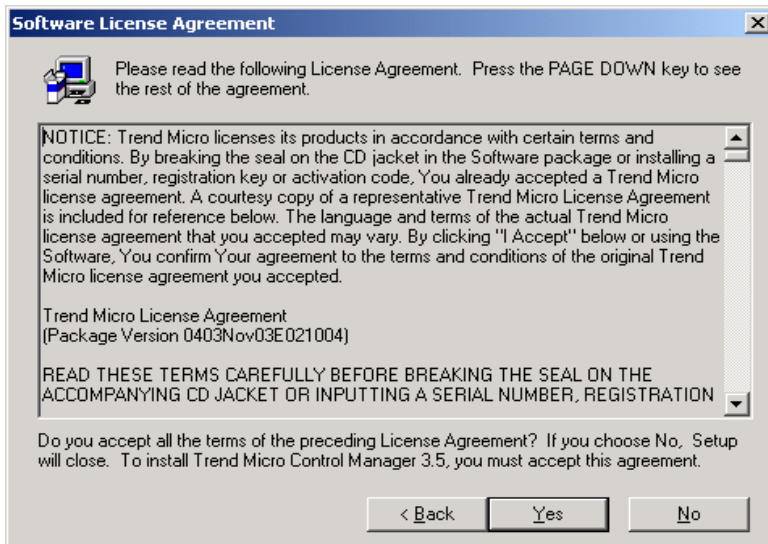 Software License Agreement
Please read the following License Agreement. Press the PAGE DOWN key to see
the rest of the agreement.
NOTICE: Trend Micro licenses its products in accordance with certain terms and
conditions. By breaking the seal on the CD jacket in the Software package or installing a
serial number, registration key or activation code, You already accepted a Trend Micro
license agreement. A courtesy copy of a representative Trend Micro License Agreement
is included for reference below. The language and terms of the actual Trend Micro
license agreement that you accepted may vary. By clicking "I Accept" below or using the
Software, You confirm Your agreement to the terms and conditions of the original Trend
Micro license agreement you accepted.
Trend Micro License Agreement
(Package Version 0403Nov03E021004)
READ THESE TERMS CAREFULLY BEFORE BREAKING THE SEAL ON THE
ACCOMPANYING CD JACKET OR INPUTTING A SERIAL NUMBER, REGISTRATION
Do you accept all the terms of the preceding License Agreement? If you choose No, Setup
will close. To install Trend Micro Control Manager 3.5, you must accept this agreement.
< Back Yes No